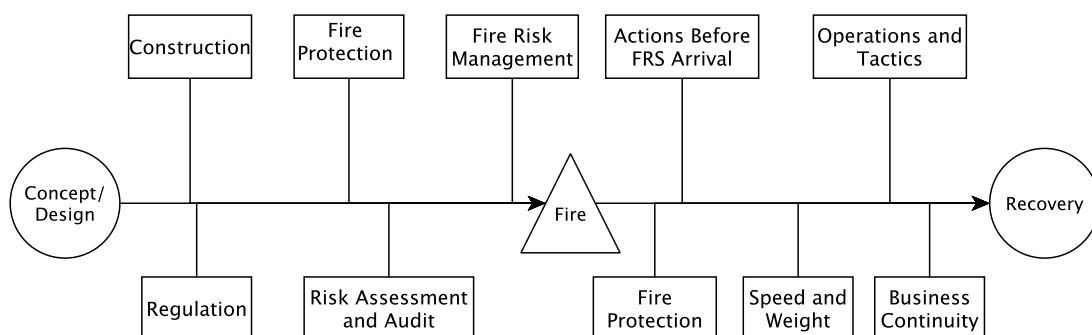 Construction
Fire
Protection
Fire Risk
Management
Actions Before
FRS Arrival
Operations and
Tactics
Concept/
Design
Fire
Recovery
Regulation
Risk Assessment
and Audit
Fire
Protection
Speed and
Weight
Business
Continuity